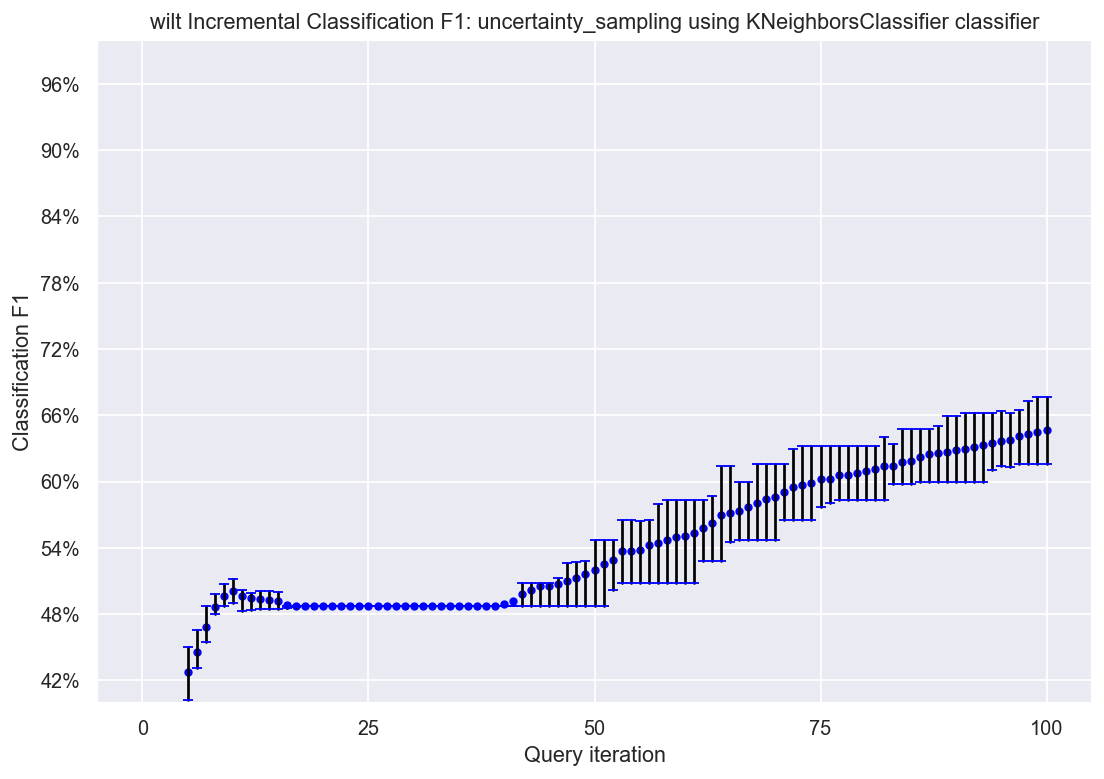 wilt Incremental Classification F1: uncertainty_sampling using KNeighborsClassifier classifier
96%
90%
84%
78%
72%
66%
60%
54%
48%
42%
Classification F1
0 25 50 75 100
Query iteration